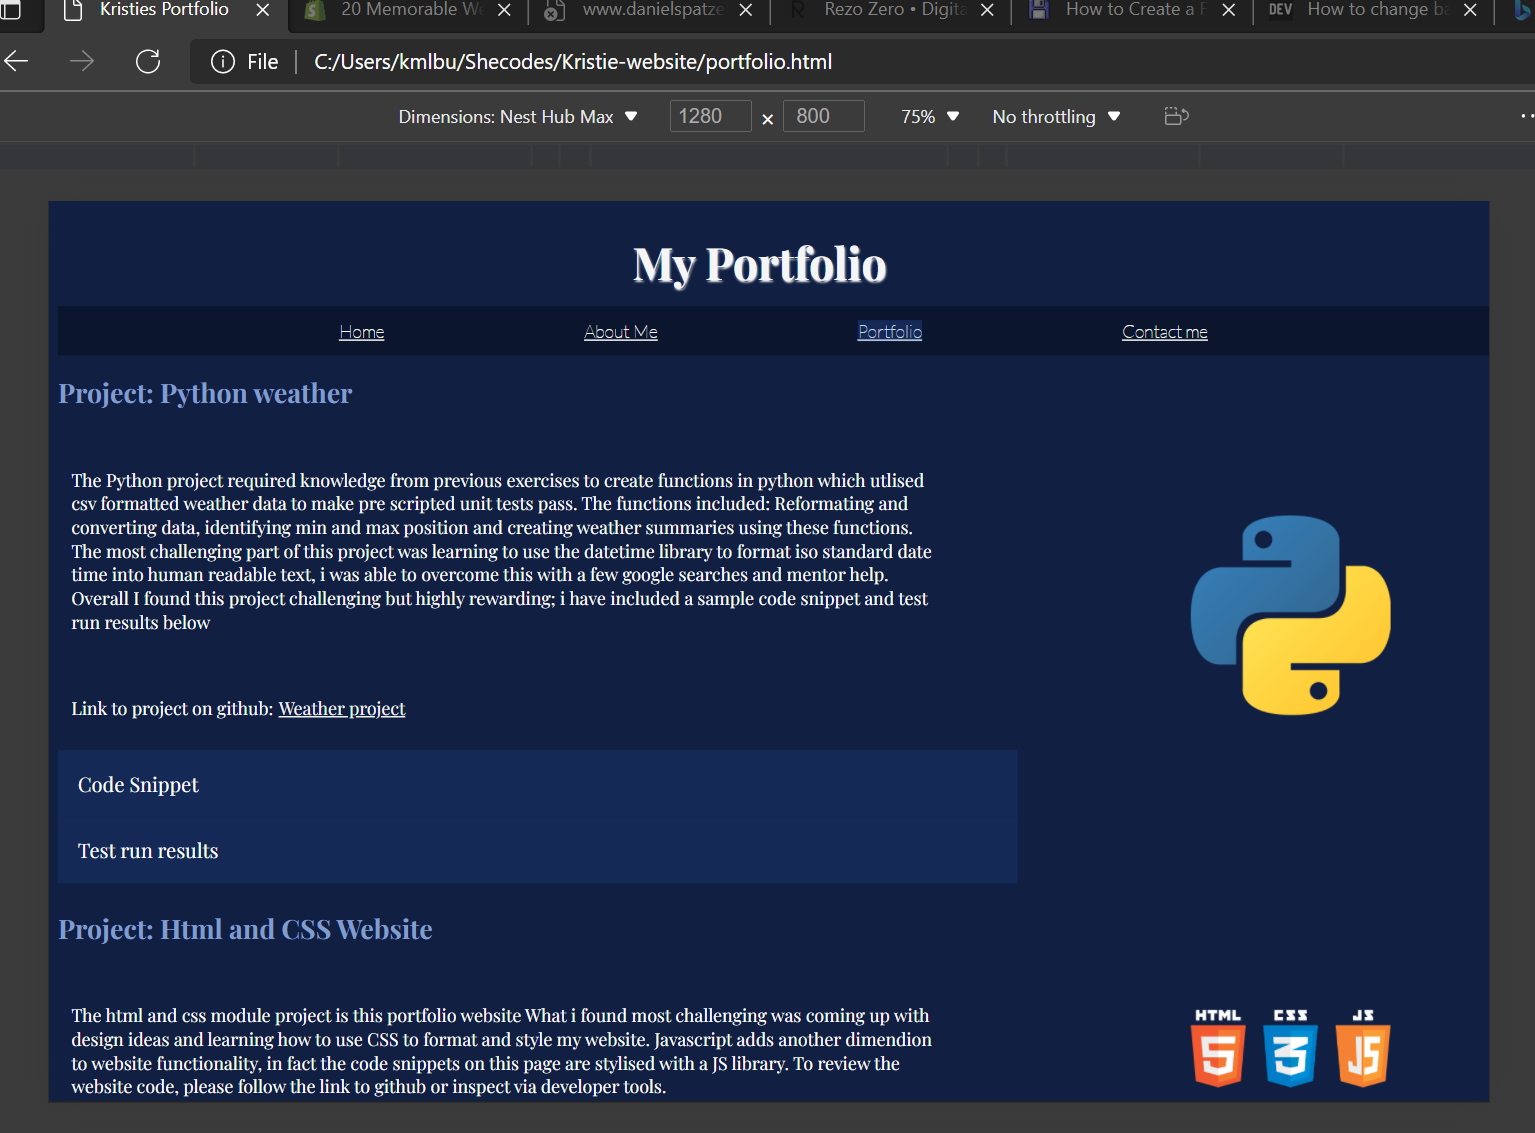 Kristies Portfolio
20 Memorable W
www.danielspatze
Rezo Zero • Digita
How to Create a F
DEV How to change ba
File C:/Users/kmlbu/Shecodes/Kristie-website/portfolio.html
Dimensions: Nest Hub Max 1280 × 800 75% No throttling
My Portfolio
Home About Me Portfolio Contact me
Project: Python weather
The Python project required knowledge from previous exercises to create functions in python which utlised
csv formatted weather data to make pre scripted unit tests pass. The functions included: Reformating and
converting data, identifying min and max position and creating weather summaries using these functions.
The most challenging part of this project was learning to use the datetime library to format iso standard date
time into human readable text, i was able to overcome this with a few google searches and mentor help.
Overall I found this project challenging but highly rewarding; i have included a sample code snippet and test
run results below
Link to project on github: Weather project
Code Snippet
Test run results
Project: Html and CSS Website
The html and css module project is this portfolio website What i found most challenging was coming up with
design ideas and learning how to use CSS to format and style my website. Javascript adds another dimendion
to website functionality, in fact the code snippets on this page are stylised with a JS library. To review the
website code, please follow the link to github or inspect via developer tools.
HTML CSS JS
5 3 JS